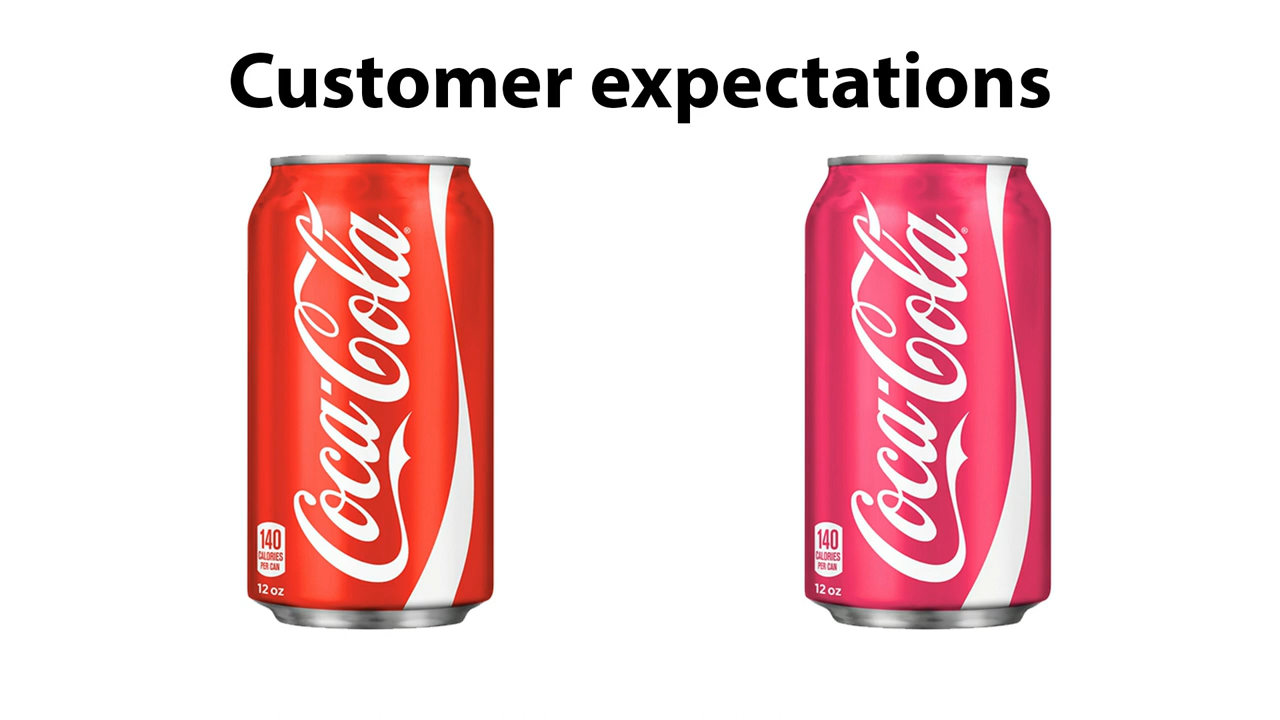 Customer expectations
Coca-Cola®
140
CALORIES
PER CAN
12 oz
Coca-Cola®
140
CALORIES
PER CAN
12 oz